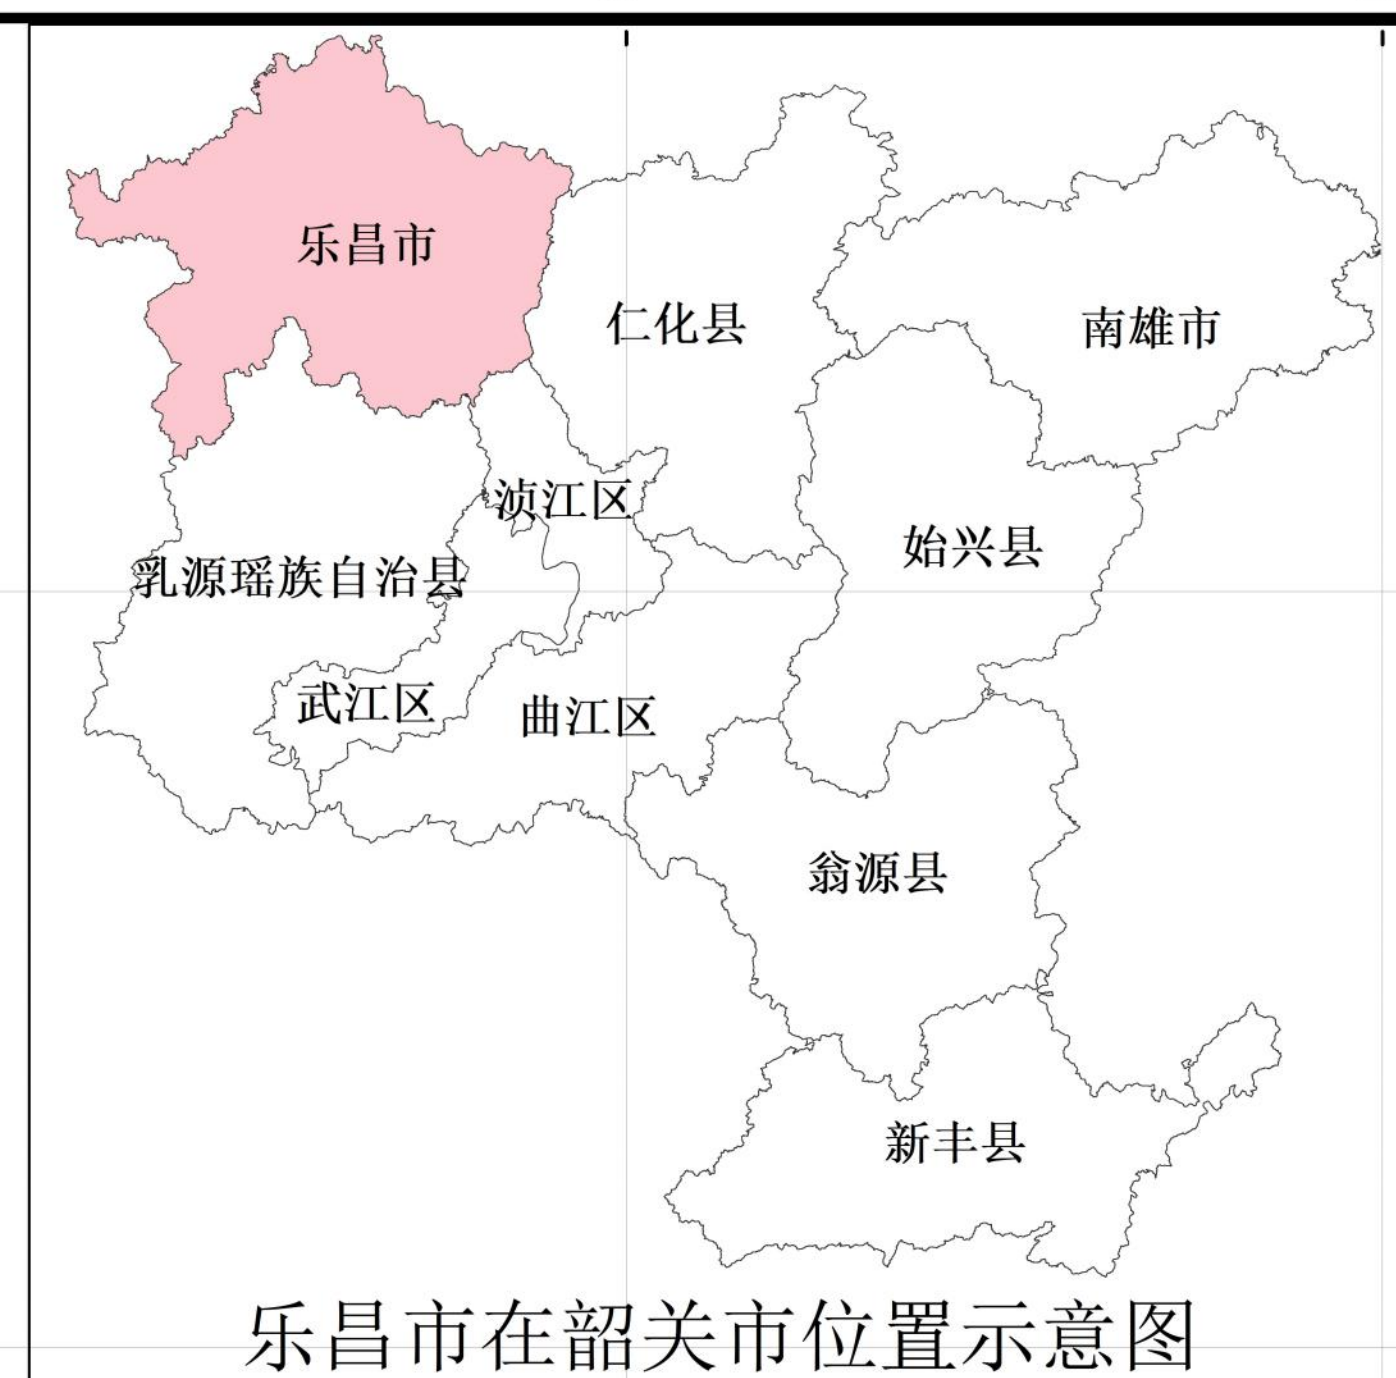 乐昌市
仁化县
南雄市
浈江区
始兴县
乳源瑶族自治县
武江区
曲江区
翁源县
新丰县
乐昌市在韶关市位置示意图